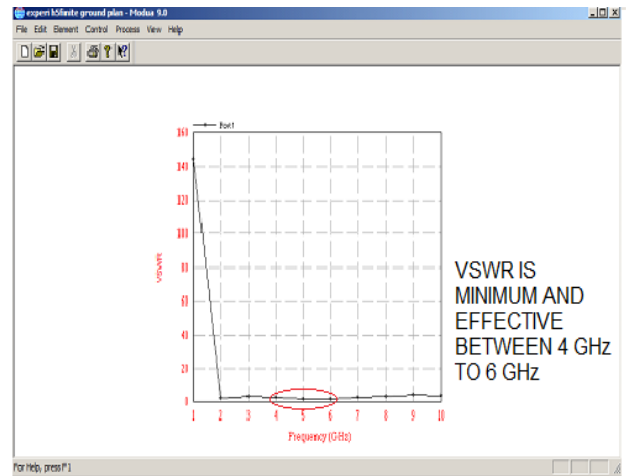 expert h5finite ground plan - Modua 9.0
File Edit Element Control Process View Help
Port1
160
140
120
100
80
60
40
20
0
VSWR
1 2 3 4 5 6 7 8 9 10
Frequency (GHz)
VSWR IS
MINIMUM AND
EFFECTIVE
BETWEEN 4 GHz
TO 6 GHz
For Help, press F1